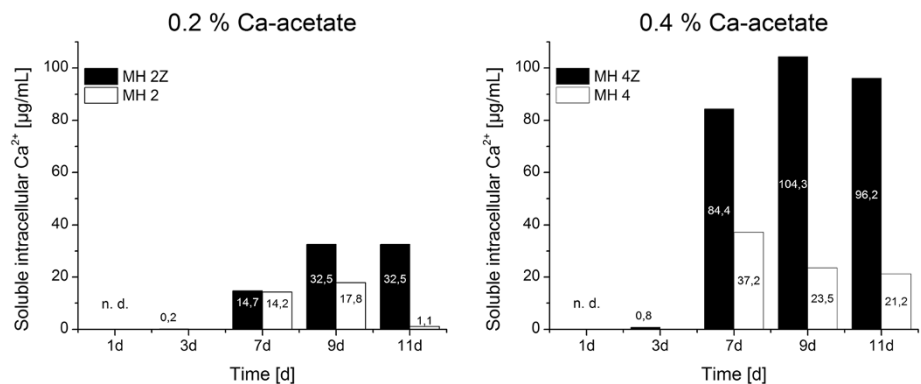 0.2 % Ca-acetate
Soluble intracellular Ca²⁺ [µg/mL]
100
80
60
40
20
0
MH 2Z
MH 2
n. d.
0,2
14,7
14,2
32,5
17,8
32,5
1,1
1d 3d 7d 9d 11d
Time [d]
0.4 % Ca-acetate
Soluble intracellular Ca²⁺ [µg/mL]
100
80
60
40
20
0
MH 4Z
MH 4
n. d.
0,8
84,4
37,2
104,3
23,5
96,2
21,2
1d 3d 7d 9d 11d
Time [d]